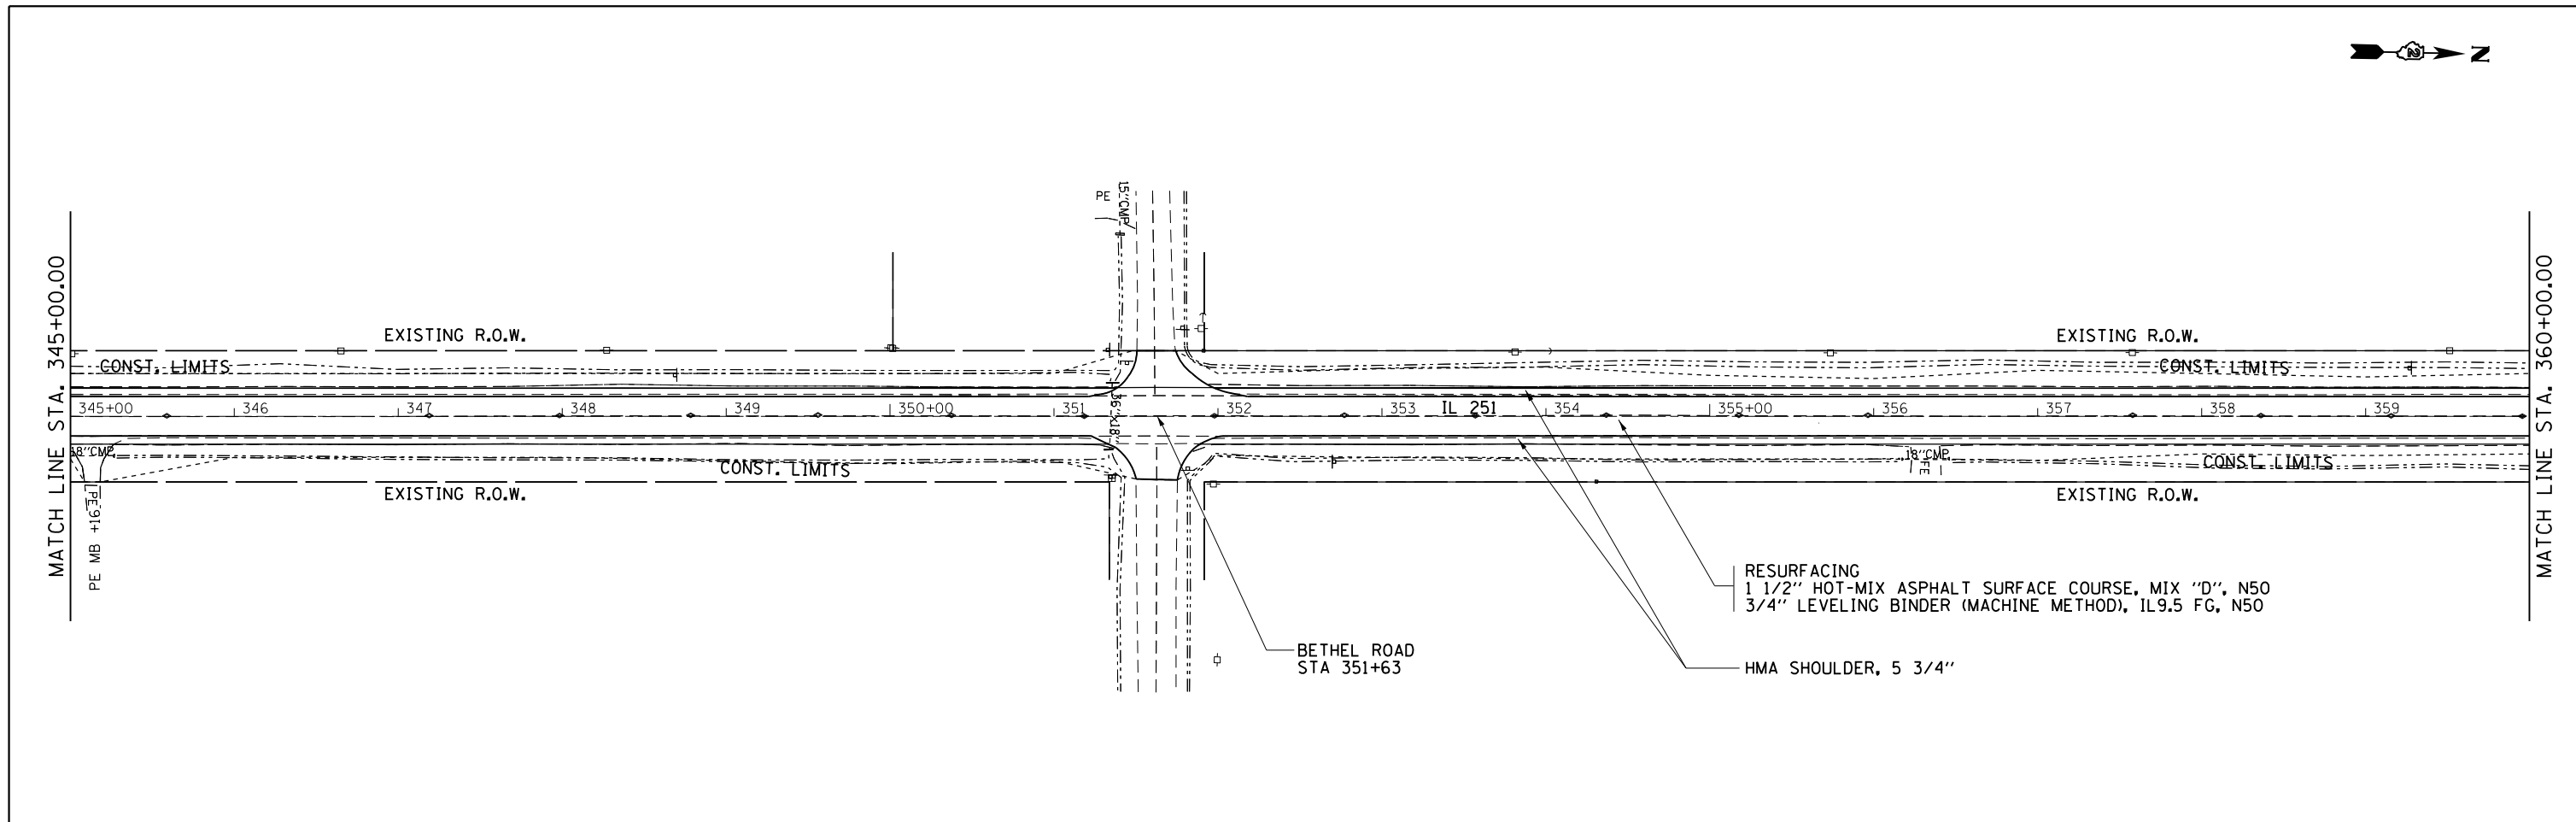 N
MATCH LINE STA. 345+00.00
MATCH LINE STA. 360+00.00
PE
15"CMP
EXISTING R.O.W.
EXISTING R.O.W.
CONST. LIMITS
CONST. LIMITS
345+00 346 347 348 349 350+00 351 352 353 IL 251 354 355+00 356 357 358 359
36"x18"
18"CMP
CONST. LIMITS
18"CMP
FE
CONST. LIMITS
EXISTING R.O.W.
EXISTING R.O.W.
PE
PE MB +16
RESURFACING
1 1/2" HOT-MIX ASPHALT SURFACE COURSE, MIX "D", N50
3/4" LEVELING BINDER (MACHINE METHOD), IL9.5 FG, N50
BETHEL ROAD
STA 351+63
HMA SHOULDER, 5 3/4"